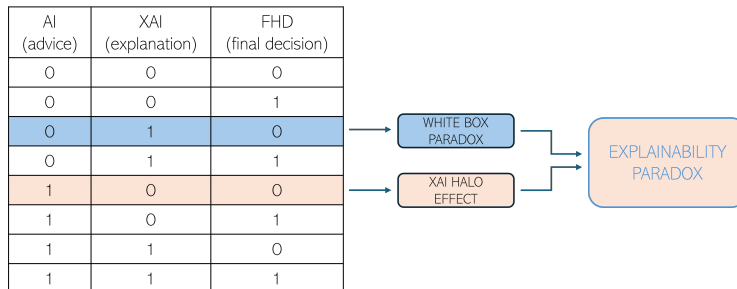 AI XAI FHD
(advice) (explanation) (final decision)
0 0 0
0 0 1
0 1 0
0 1 1
1 0 0
1 0 1
1 1 0
1 1 1
WHITE BOX
PARADOX
XAI HALO
EFFECT
EXPLAINABILITY
PARADOX